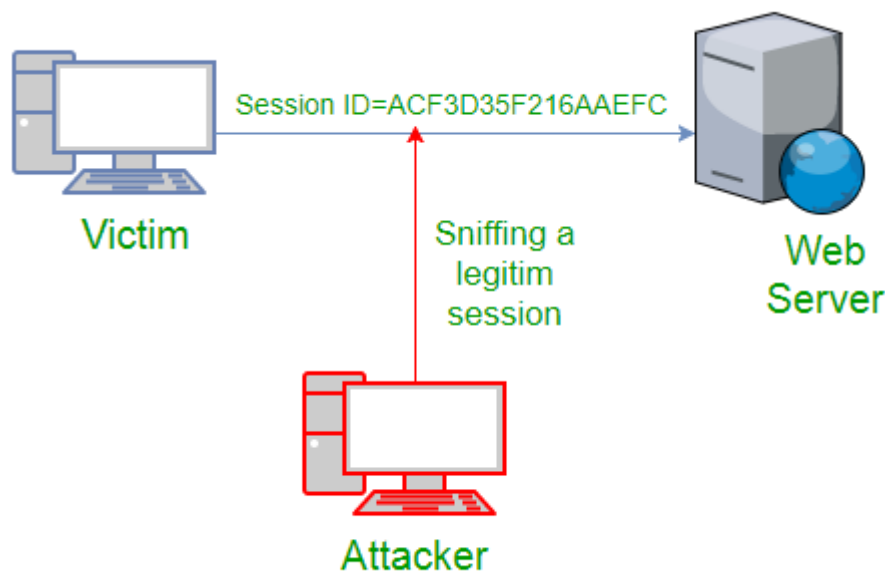 Session ID=ACF3D35F216AAEFC
Victim
Sniffing a
legitim
session
Web
Server
Attacker